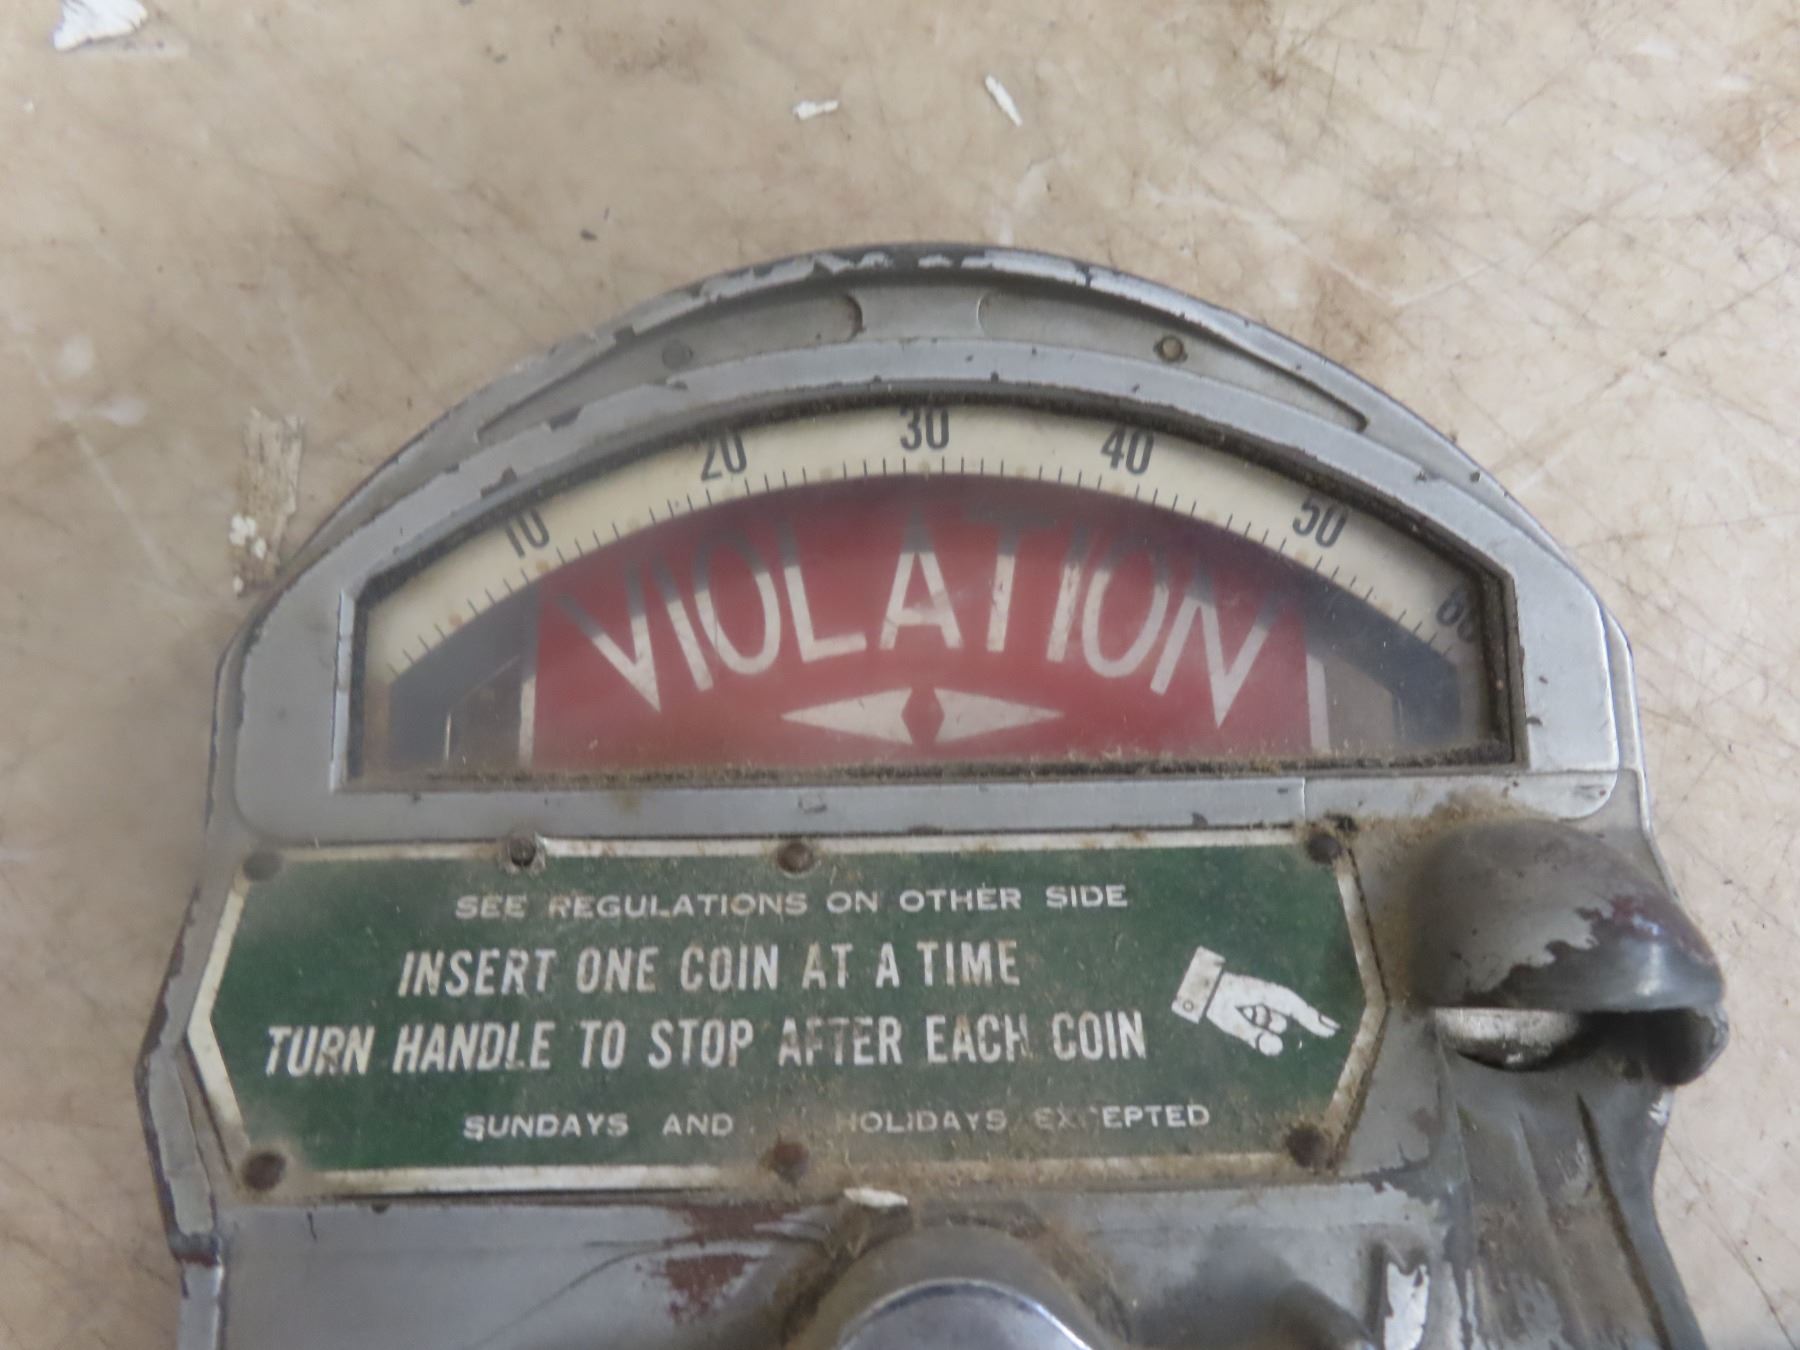 10 20 30 40 50 60
VIOLATION
SEE REGULATIONS ON OTHER SIDE
INSERT ONE COIN AT A TIME
TURN HANDLE TO STOP AFTER EACH COIN
SUNDAYS AND HOLIDAYS EXCEPTED